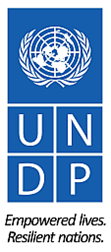 U N
D P
Empowered lives.
Resilient nations.